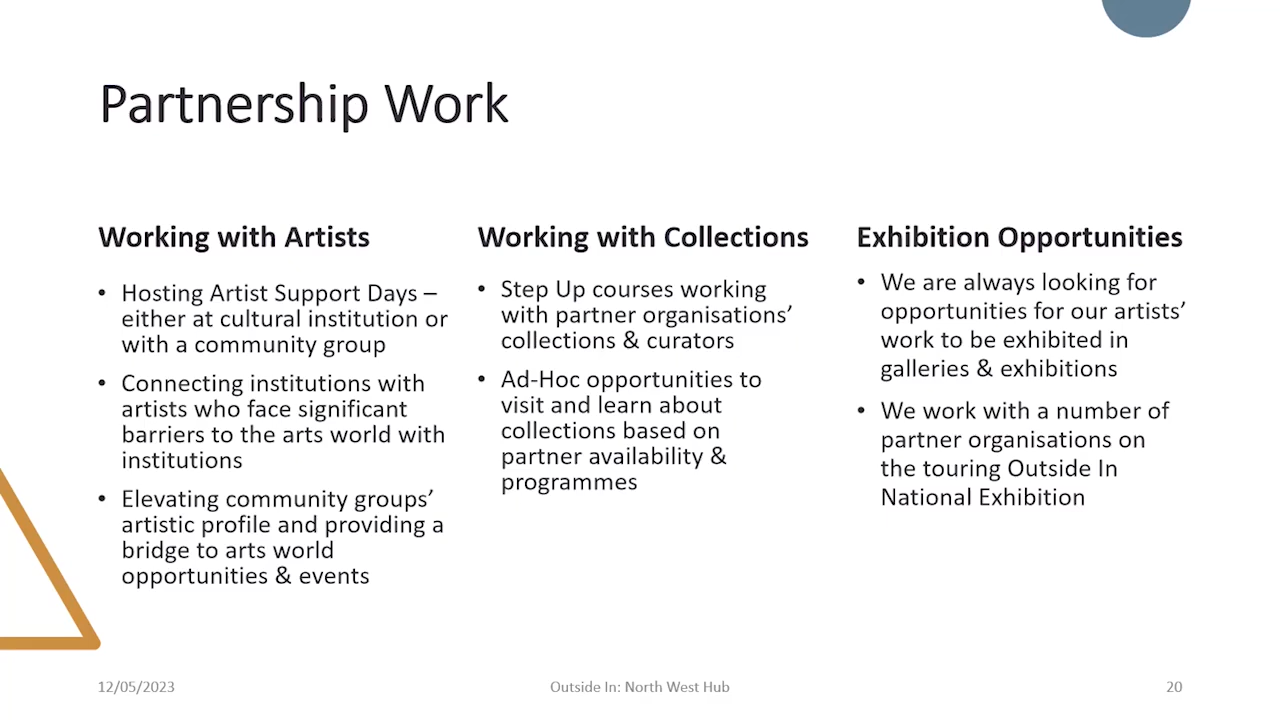 Partnership Work
Working with Artists
• Hosting Artist Support Days –
either at cultural institution or
with a community group
• Connecting institutions with
artists who face significant
barriers to the arts world with
institutions
• Elevating community groups’
artistic profile and providing a
bridge to arts world
opportunities & events
Working with Collections
• Step Up courses working
with partner organisations’
collections & curators
• Ad-Hoc opportunities to
visit and learn about
collections based on
partner availability &
programmes
Exhibition Opportunities
• We are always looking for
opportunities for our artists’
work to be exhibited in
galleries & exhibitions
• We work with a number of
partner organisations on
the touring Outside In
National Exhibition
12/05/2023
Outside In: North West Hub
20